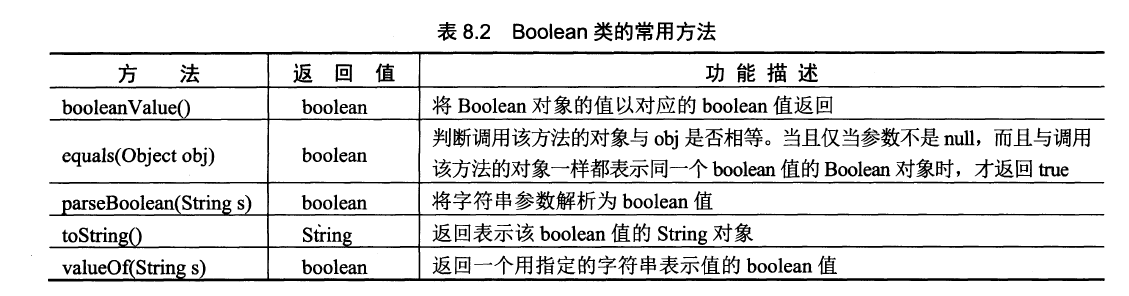 表 8.2 Boolean 类的常用方法
方 法 返 回 值 功 能 描 述
booleanValue() boolean 将 Boolean 对象的值以对应的 boolean 值返回
equals(Object obj) boolean 判断调用该方法的对象与 obj 是否相等。当且仅当参数不是 null，而且与调用
该方法的对象一样都表示同一个 boolean 值的 Boolean 对象时，才返回 true
parseBoolean(String s) boolean 将字符串参数解析为 boolean 值
toString() String 返回表示该 boolean 值的 String 对象
valueOf(String s) boolean 返回一个用指定的字符串表示值的 boolean 值